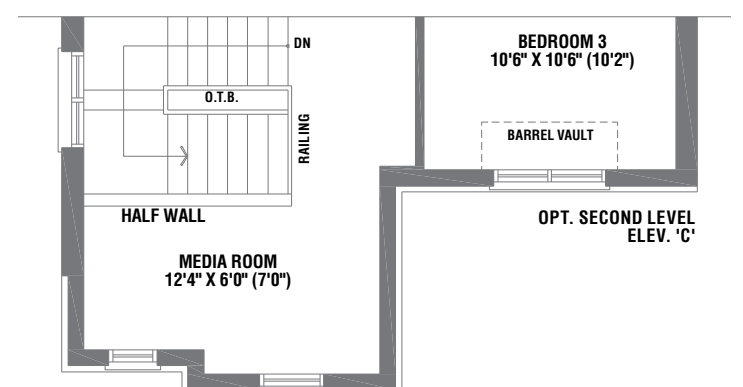 DN
BEDROOM 3
10'6" X 10'6" (10'2")
O.T.B.
RAILING
BARREL VAULT
HALF WALL
OPT. SECOND LEVEL
ELEV. 'C'
MEDIA ROOM
12'4" X 6'0" (7'0")